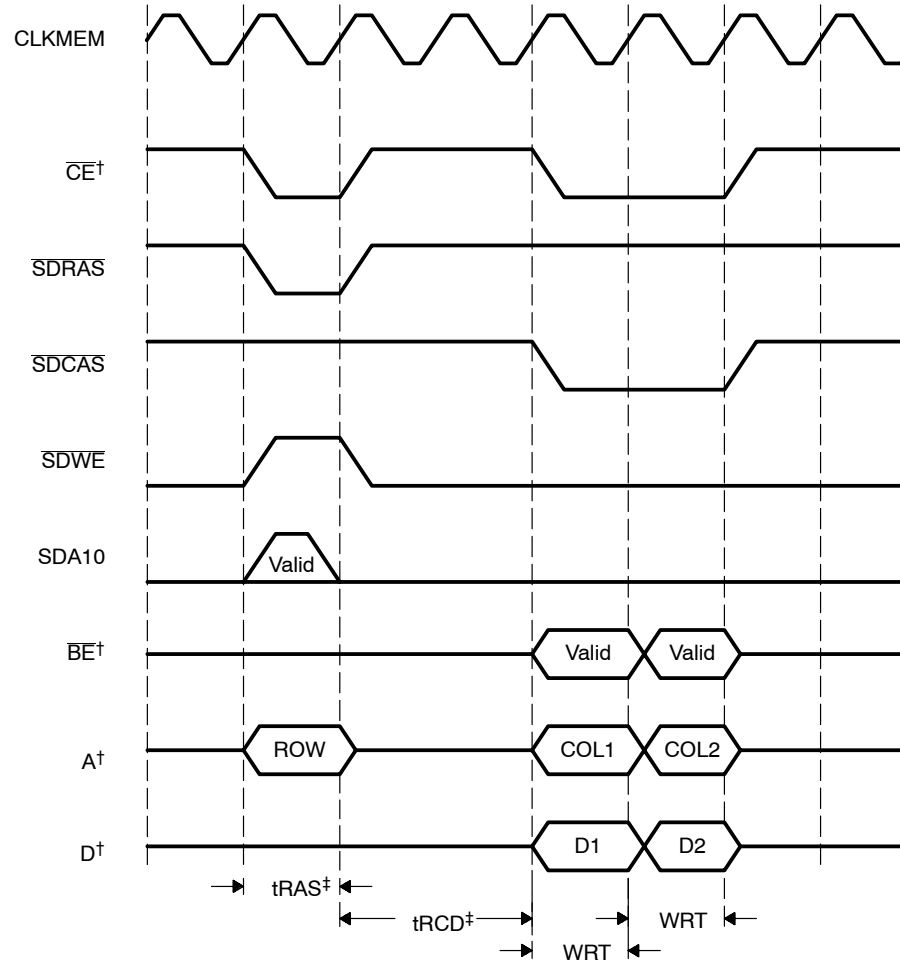 CLKMEM
CE†
SDRAS
SDCAS
SDWE
SDA10
Valid
BE†
Valid
Valid
A†
ROW
COL1
COL2
D†
D1
D2
tRAS‡
tRCD‡
WRT
WRT